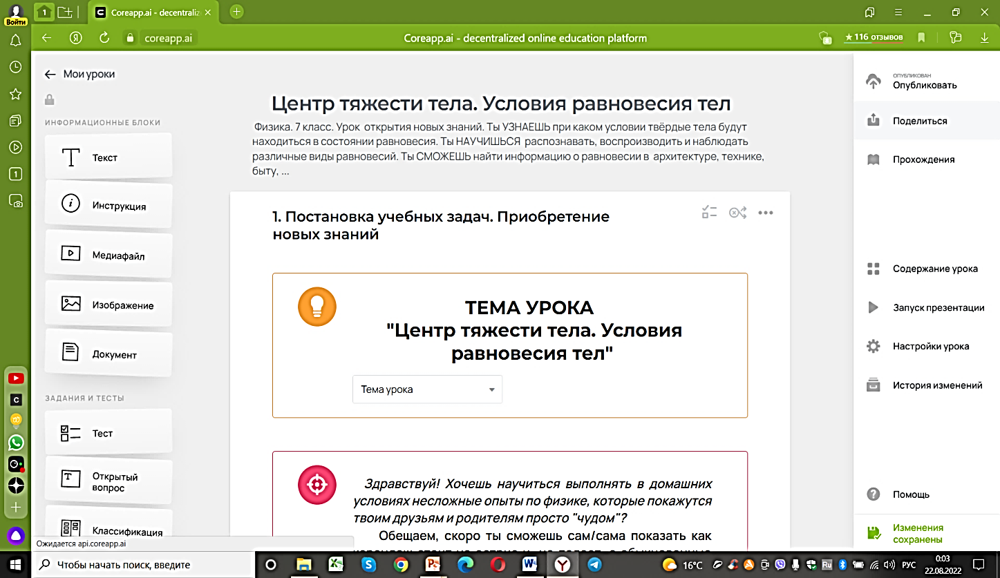 Войти
1
Coreapp.ai - decentraliz
coreapp.ai
Coreapp.ai - decentralized online education platform
★116 отзывов
1
Мои уроки
ИНФОРМАЦИОННЫЕ БЛОКИ
Текст
Инструкция
Медиафайл
Изображение
Документ
ЗАДАНИЯ И ТЕСТЫ
Тест
Открытый
вопрос
Классификация
Ожидается api.coreapp.ai
Центр тяжести тела. Условия равновесия тел
Физика. 7 класс. Урок открытия новых знаний. Ты УЗНАЕШЬ при каком условии твёрдые тела будут
находиться в состоянии равновесия. Ты НАУЧИШЬСЯ распознавать, воспроизводить и наблюдать
различные виды равновесий. Ты СМОЖЕШЬ найти информацию о равновесии в архитектуре, технике,
быту, ...
1. Постановка учебных задач. Приобретение
новых знаний
ТЕМА УРОКА
"Центр тяжести тела. Условия
равновесия тел"
Тема урока
Здравствуй! Хочешь научиться выполнять в домашних
условиях несложные опыты по физике, которые покажутся
твоим друзьям и родителям просто "чудом"?
Обещаем, скоро ты сможешь сам/сама показать как
ОПУБЛИКОВАН
Опубликовать
Поделиться
Прохождения
Содержание урока
Запуск презентации
Настройки урока
История изменений
Помощь
Изменения
сохранены
Чтобы начать поиск, введите
16°C
Ru
РУС
0:03
22.08.2022